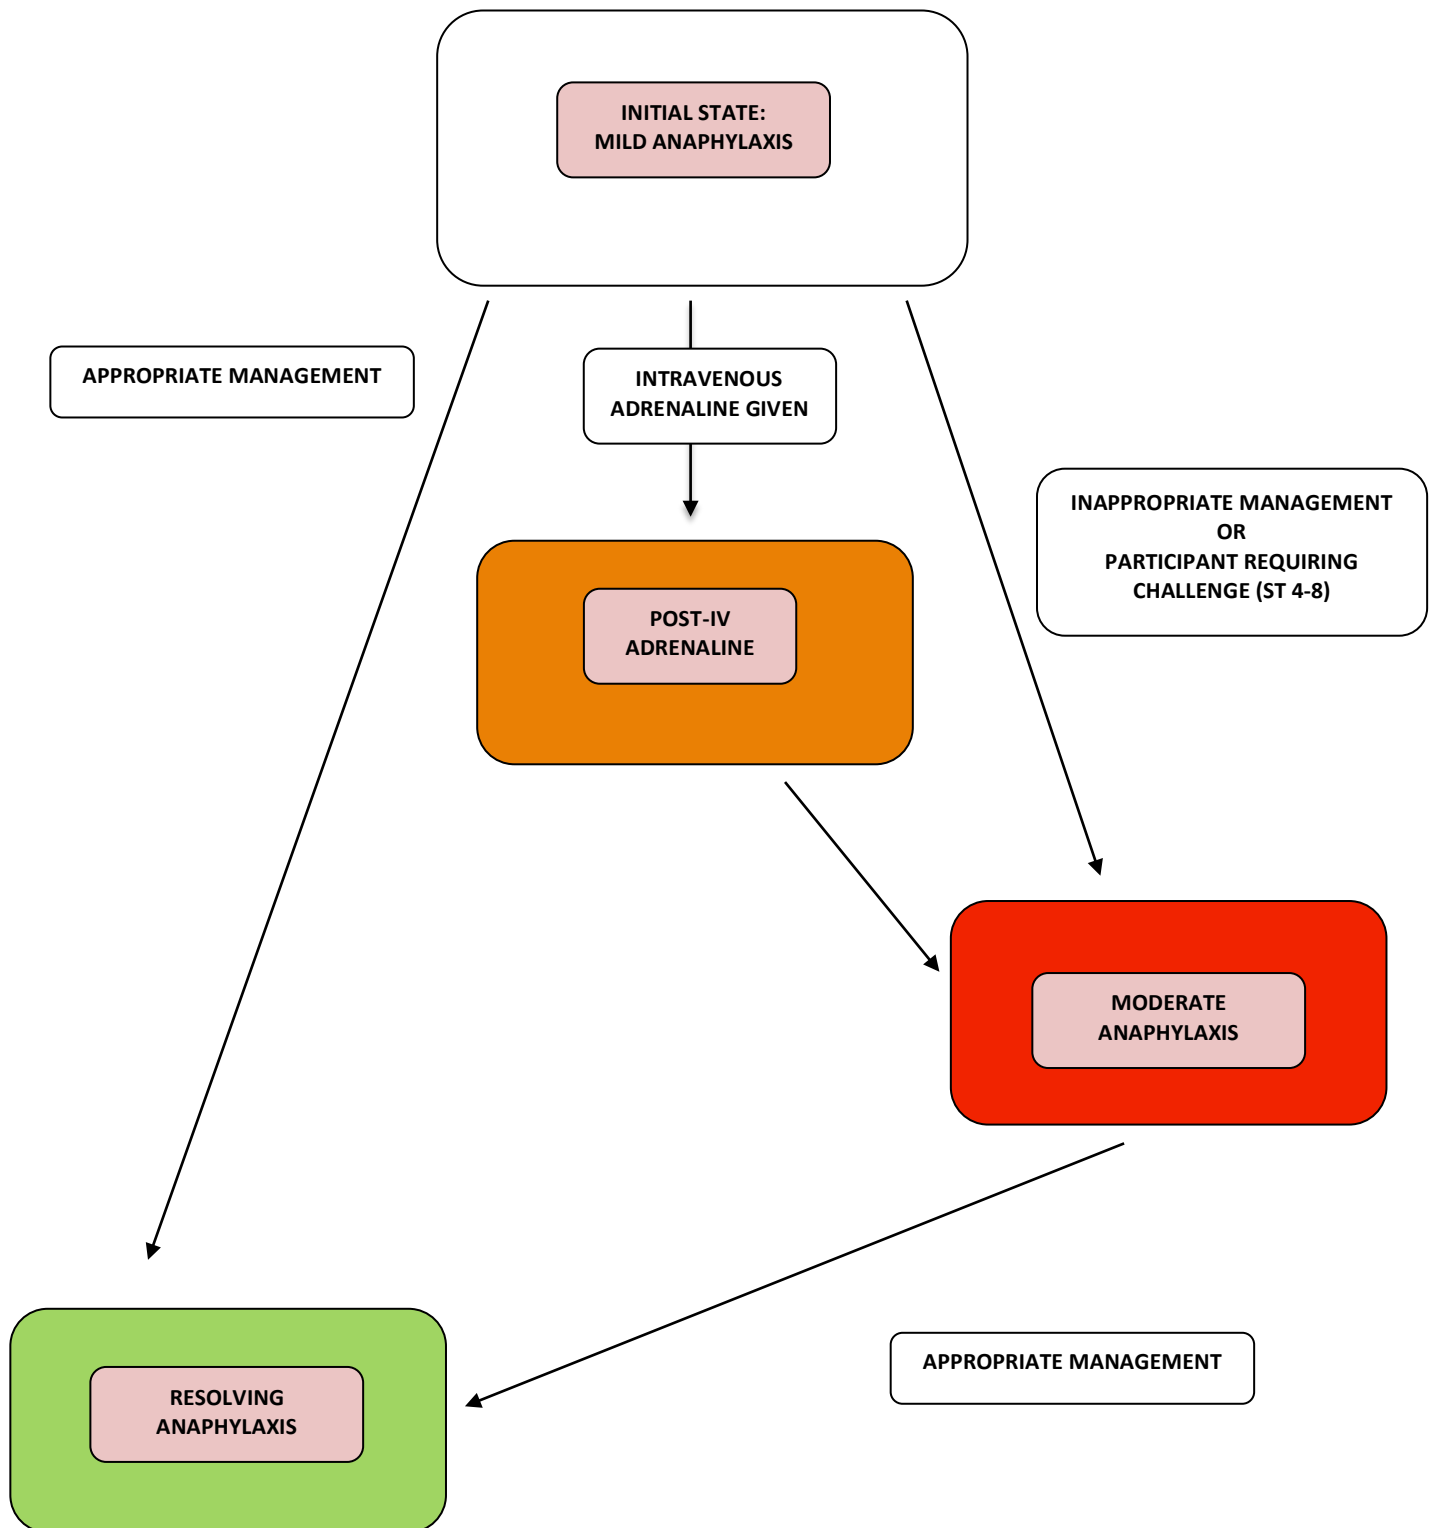 INITIAL STATE:
MILD ANAPHYLAXIS
APPROPRIATE MANAGEMENT
INTRAVENOUS
ADRENALINE GIVEN
INAPPROPRIATE MANAGEMENT
OR
PARTICIPANT REQUIRING
CHALLENGE (ST 4-8)
POST-IV
ADRENALINE
MODERATE
ANAPHYLAXIS
APPROPRIATE MANAGEMENT
RESOLVING
ANAPHYLAXIS